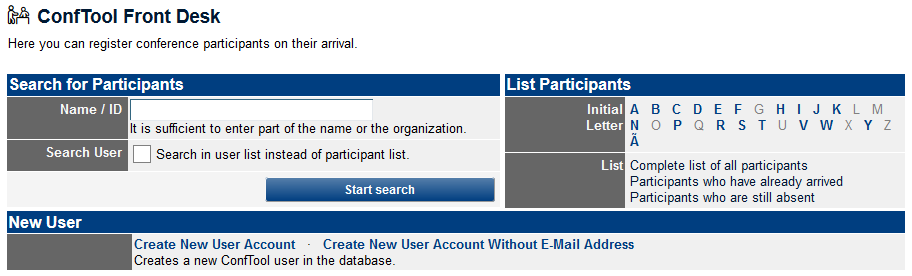 ConfTool Front Desk
Here you can register conference participants on their arrival.
Search for Participants
Name / ID
It is sufficient to enter part of the name or the organization.
Search User
Search in user list instead of participant list.
Start search
List Participants
Initial Letter
A B C D E F G H I J K L M
N O P Q R S T U V W X Y Z
Ã
List
Complete list of all participants
Participants who have already arrived
Participants who are still absent
New User
Create New User Account · Create New User Account Without E-Mail Address
Creates a new ConfTool user in the database.